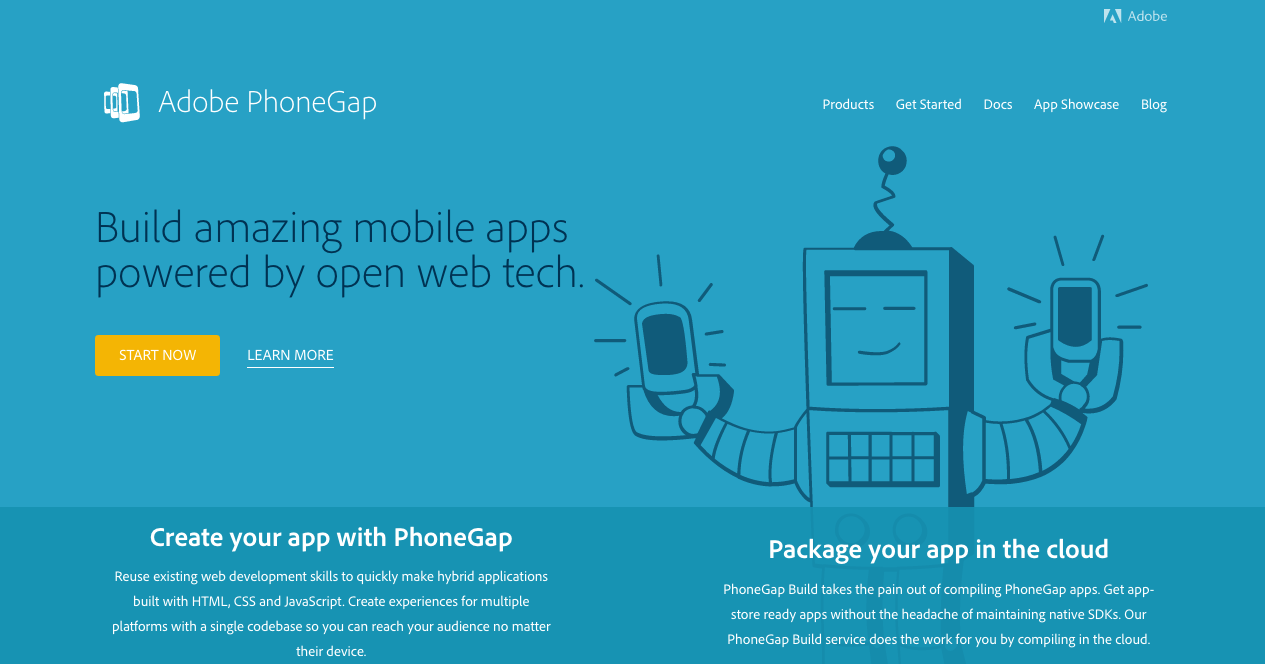 Adobe
Adobe PhoneGap
Products Get Started Docs App Showcase Blog
Build amazing mobile apps
powered by open web tech.
START NOW LEARN MORE
Create your app with PhoneGap
Reuse existing web development skills to quickly make hybrid applications
built with HTML, CSS and JavaScript. Create experiences for multiple
platforms with a single codebase so you can reach your audience no matter
their device.
Package your app in the cloud
PhoneGap Build takes the pain out of compiling PhoneGap apps. Get app-
store ready apps without the headache of maintaining native SDKs. Our
PhoneGap Build service does the work for you by compiling in the cloud.